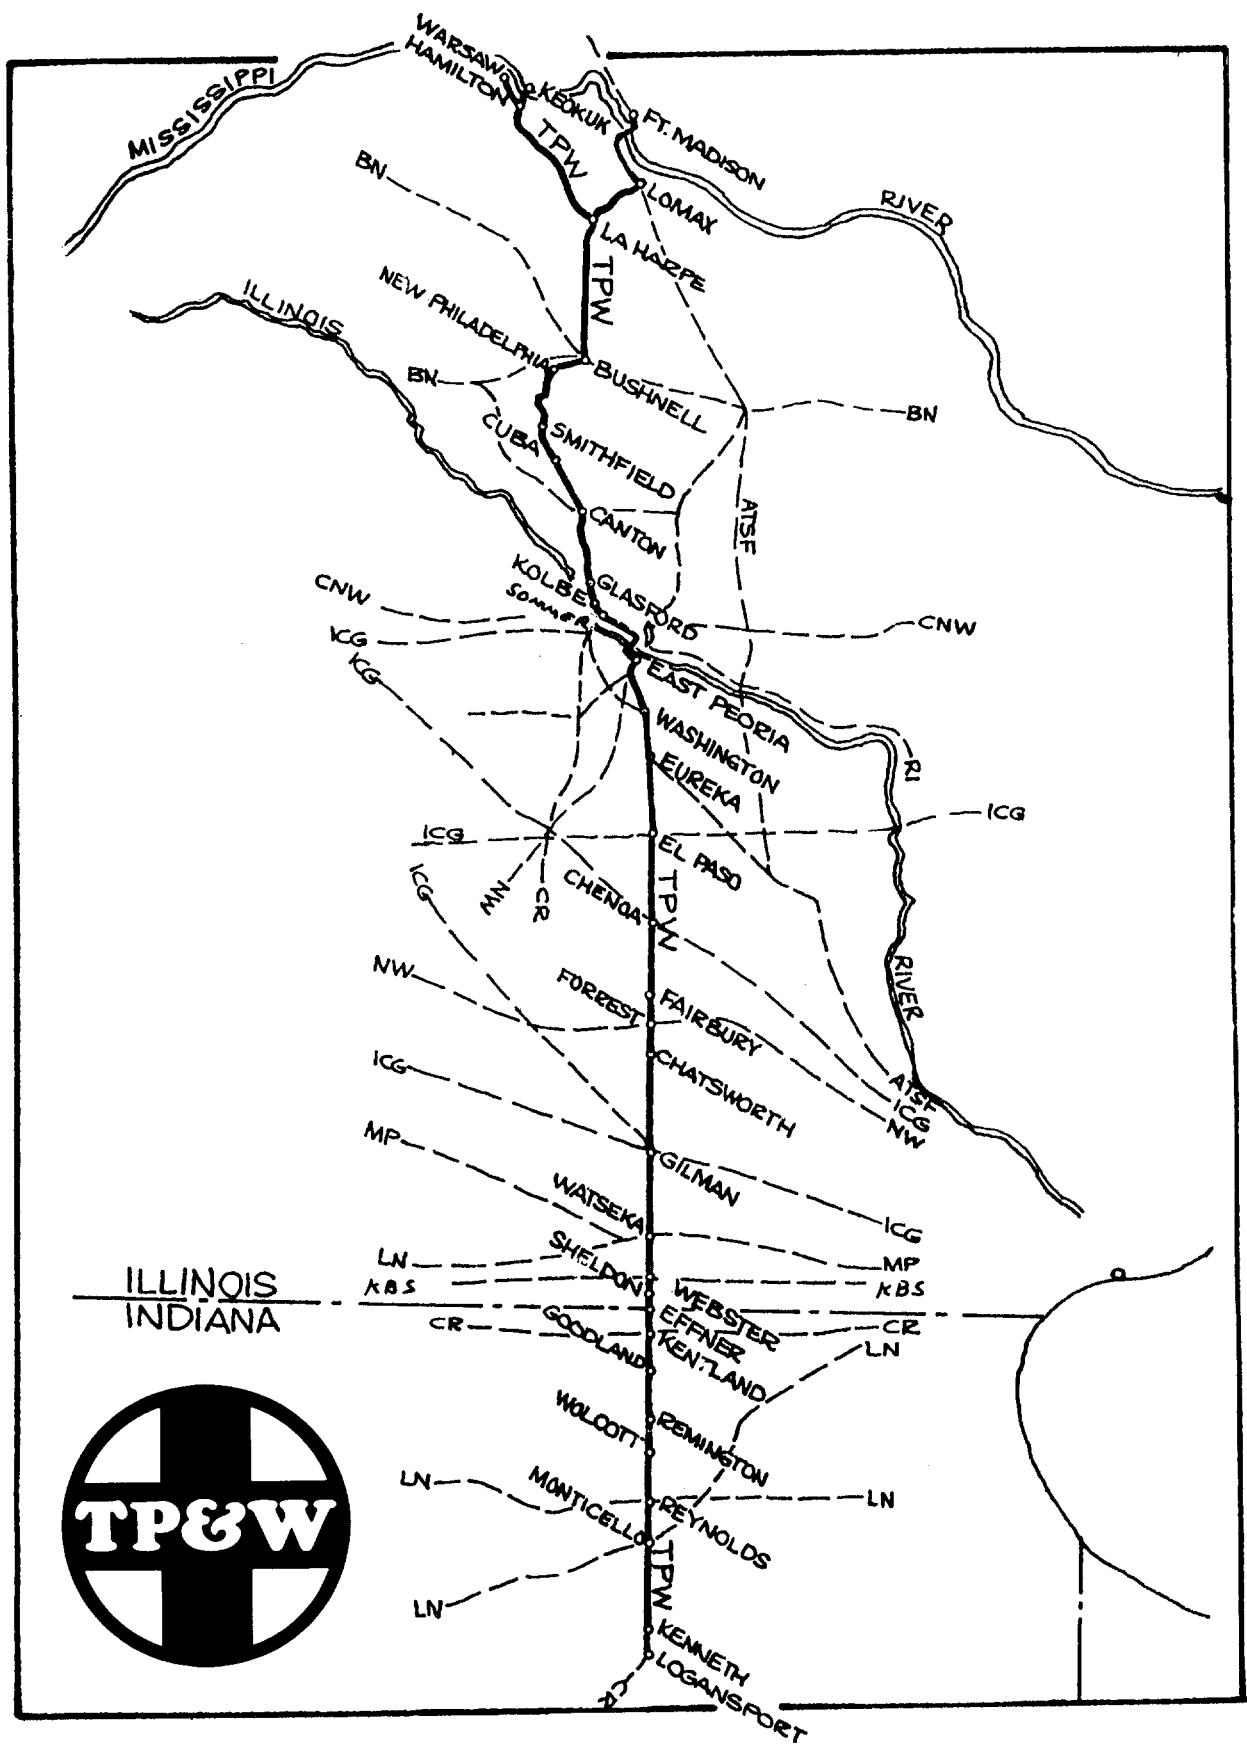 WARSAW
HAMILTON
KEOKUK
FT. MADISON
MISSISSIPPI
TPW
BN
LOMAX
RIVER
LA HARPE
TPW
NEW PHILADELPHIA
ILLINOIS
BN
BUSHNELL
BN
CUBA
SMITHFIELD
CANTON
ATSF
KOLBE
GLASFORD
CNW
SOMMER
CNW
ICG
ICG
EAST PEORIA
WASHINGTON
EUREKA
RI
ICG
ICG
EL PASO
ICG
NW
CR
CHENOA
TPW
NW
FORREST
FAIRBURY
RIVER
ICG
CHATSWORTH
ATSF
ICG
NW
MP
GILMAN
WATSEKA
ICG
LN
SHELDON
MP
KBS
KBS
ILLINOIS
INDIANA
WEBSTER
EFFNER
CR
GOODLAND
KENTLAND
CR
LN
WOLCOTT
REMINGTON
LN
MONTICELLO
REYNOLDS
LN
TP&W
TPW
LN
KENNETH
LOGANSPORT
CR